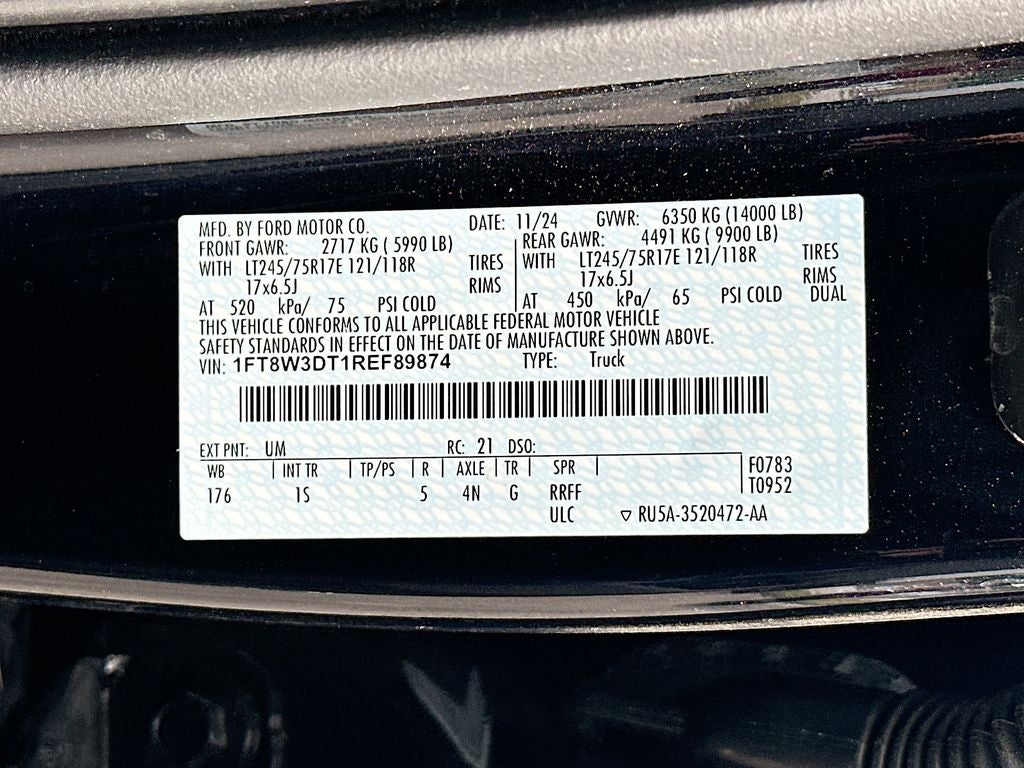 MFD. BY FORD MOTOR CO. DATE: 11/24 GVWR: 6350 KG (14000 LB)
FRONT GAWR: 2717 KG ( 5990 LB) REAR GAWR: 4491 KG ( 9900 LB)
WITH LT245/75R17E 121/118R TIRES WITH LT245/75R17E 121/118R TIRES
17x6.5J RIMS 17x6.5J RIMS
AT 520 kPa/ 75 PSI COLD AT 450 kPa/ 65 PSI COLD DUAL
THIS VEHICLE CONFORMS TO ALL APPLICABLE FEDERAL MOTOR VEHICLE
SAFETY STANDARDS IN EFFECT ON THE DATE OF MANUFACTURE SHOWN ABOVE.
VIN: 1FT8W3DT1REF89874 TYPE: Truck
EXT PNT: UM RC: 21 DSO:
WB | INT TR | TP/PS | R | AXLE | TR | SPR | F0783
176 1S 5 4N G RRFF T0952
ULC ▽ RU5A-3520472-AA